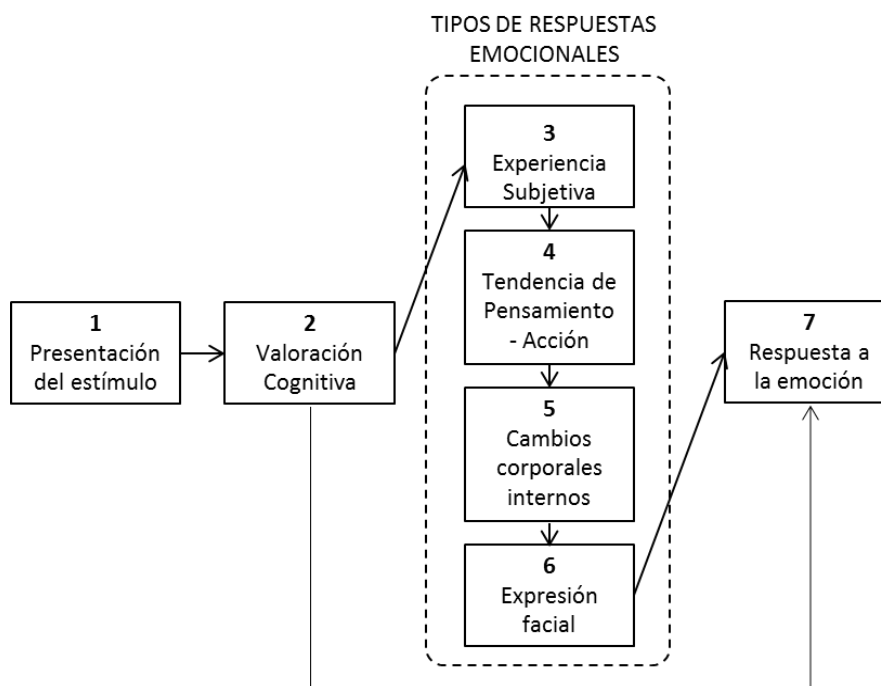 TIPOS DE RESPUESTAS
EMOCIONALES
1
Presentación
del estímulo
2
Valoración
Cognitiva
3
Experiencia
Subjetiva
4
Tendencia de
Pensamiento
- Acción
5
Cambios
corporales
internos
6
Expresión
facial
7
Respuesta a
la emoción